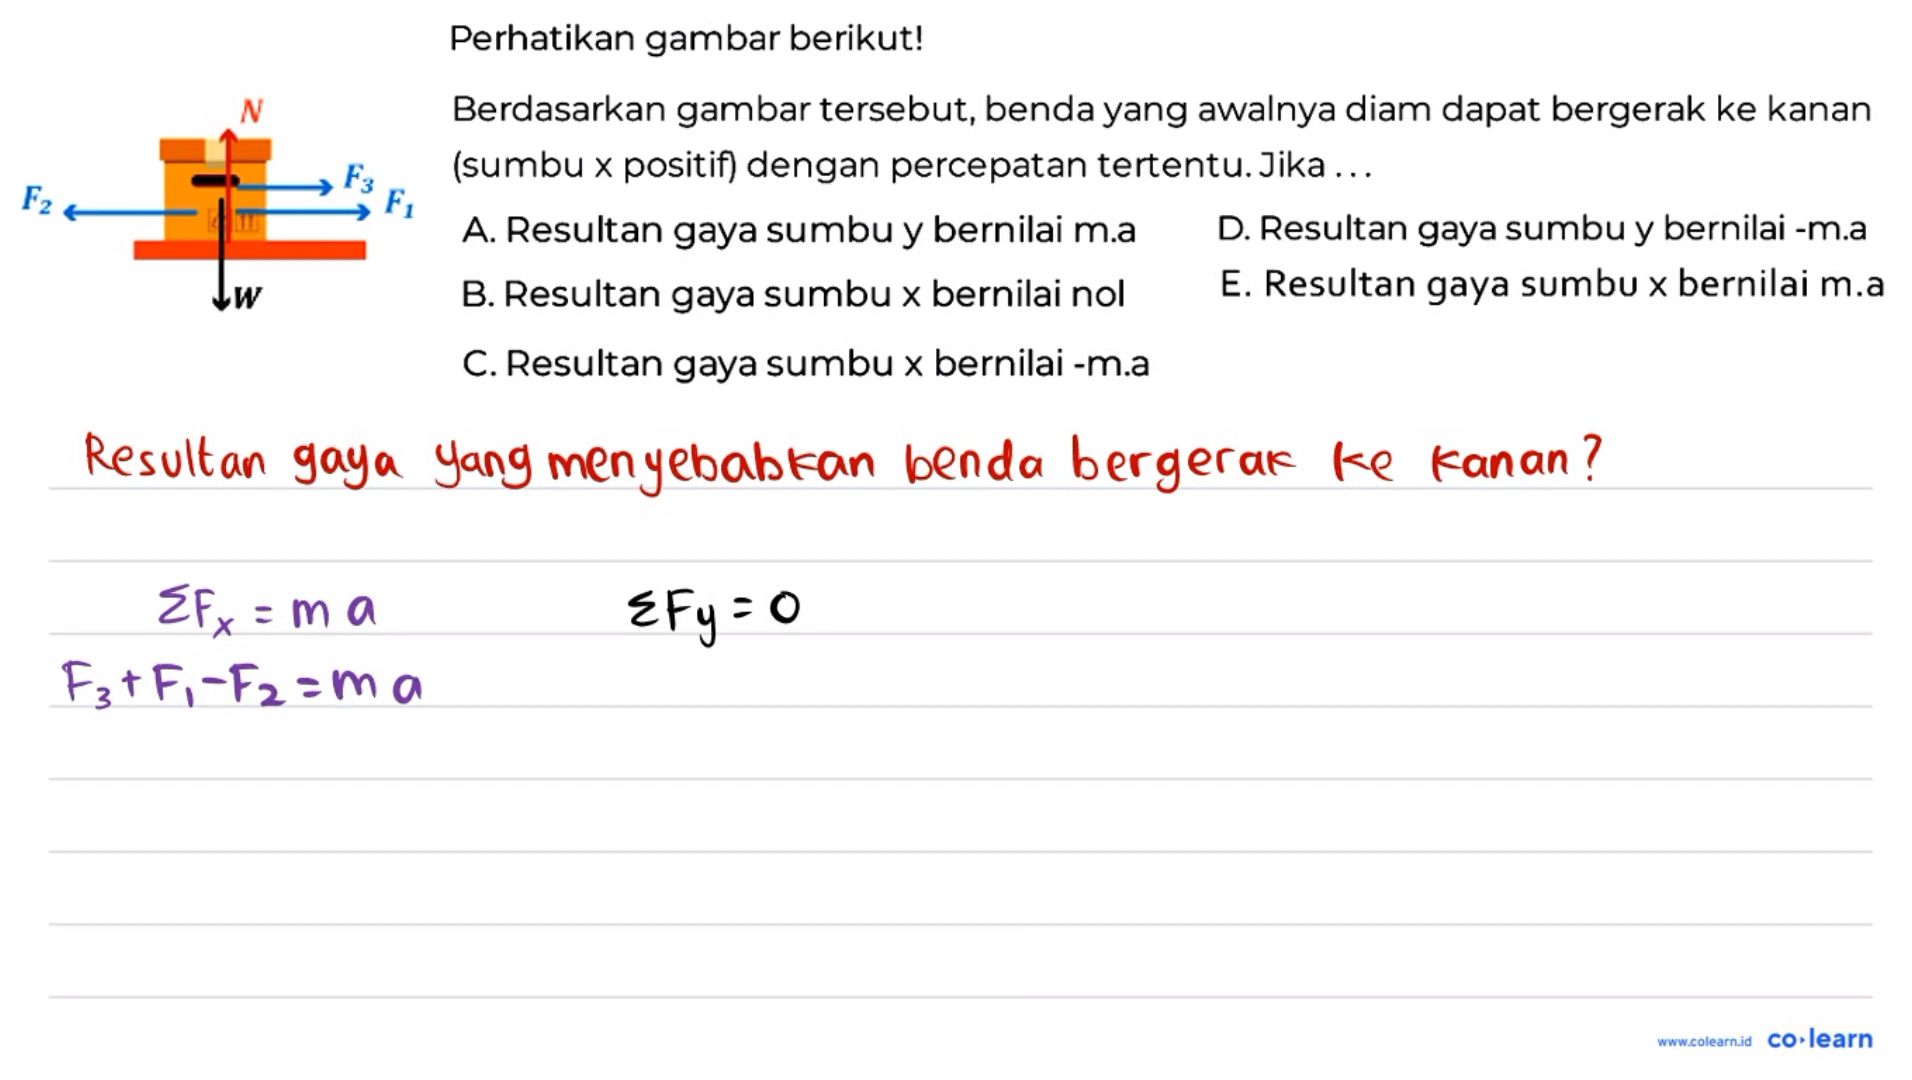 Perhatikan gambar berikut!
N
F3
F2
F1
W
Berdasarkan gambar tersebut, benda yang awalnya diam dapat bergerak ke kanan
(sumbu x positif) dengan percepatan tertentu. Jika ...
A. Resultan gaya sumbu y bernilai m.a
B. Resultan gaya sumbu x bernilai nol
C. Resultan gaya sumbu x bernilai -m.a
D. Resultan gaya sumbu y bernilai -m.a
E. Resultan gaya sumbu x bernilai m.a
Resultan gaya yang menyebabkan benda bergerak ke kanan?
ΣFx = m a
F3 + F1 - F2 = m a
ΣFy = 0
www.colearn.id co·learn